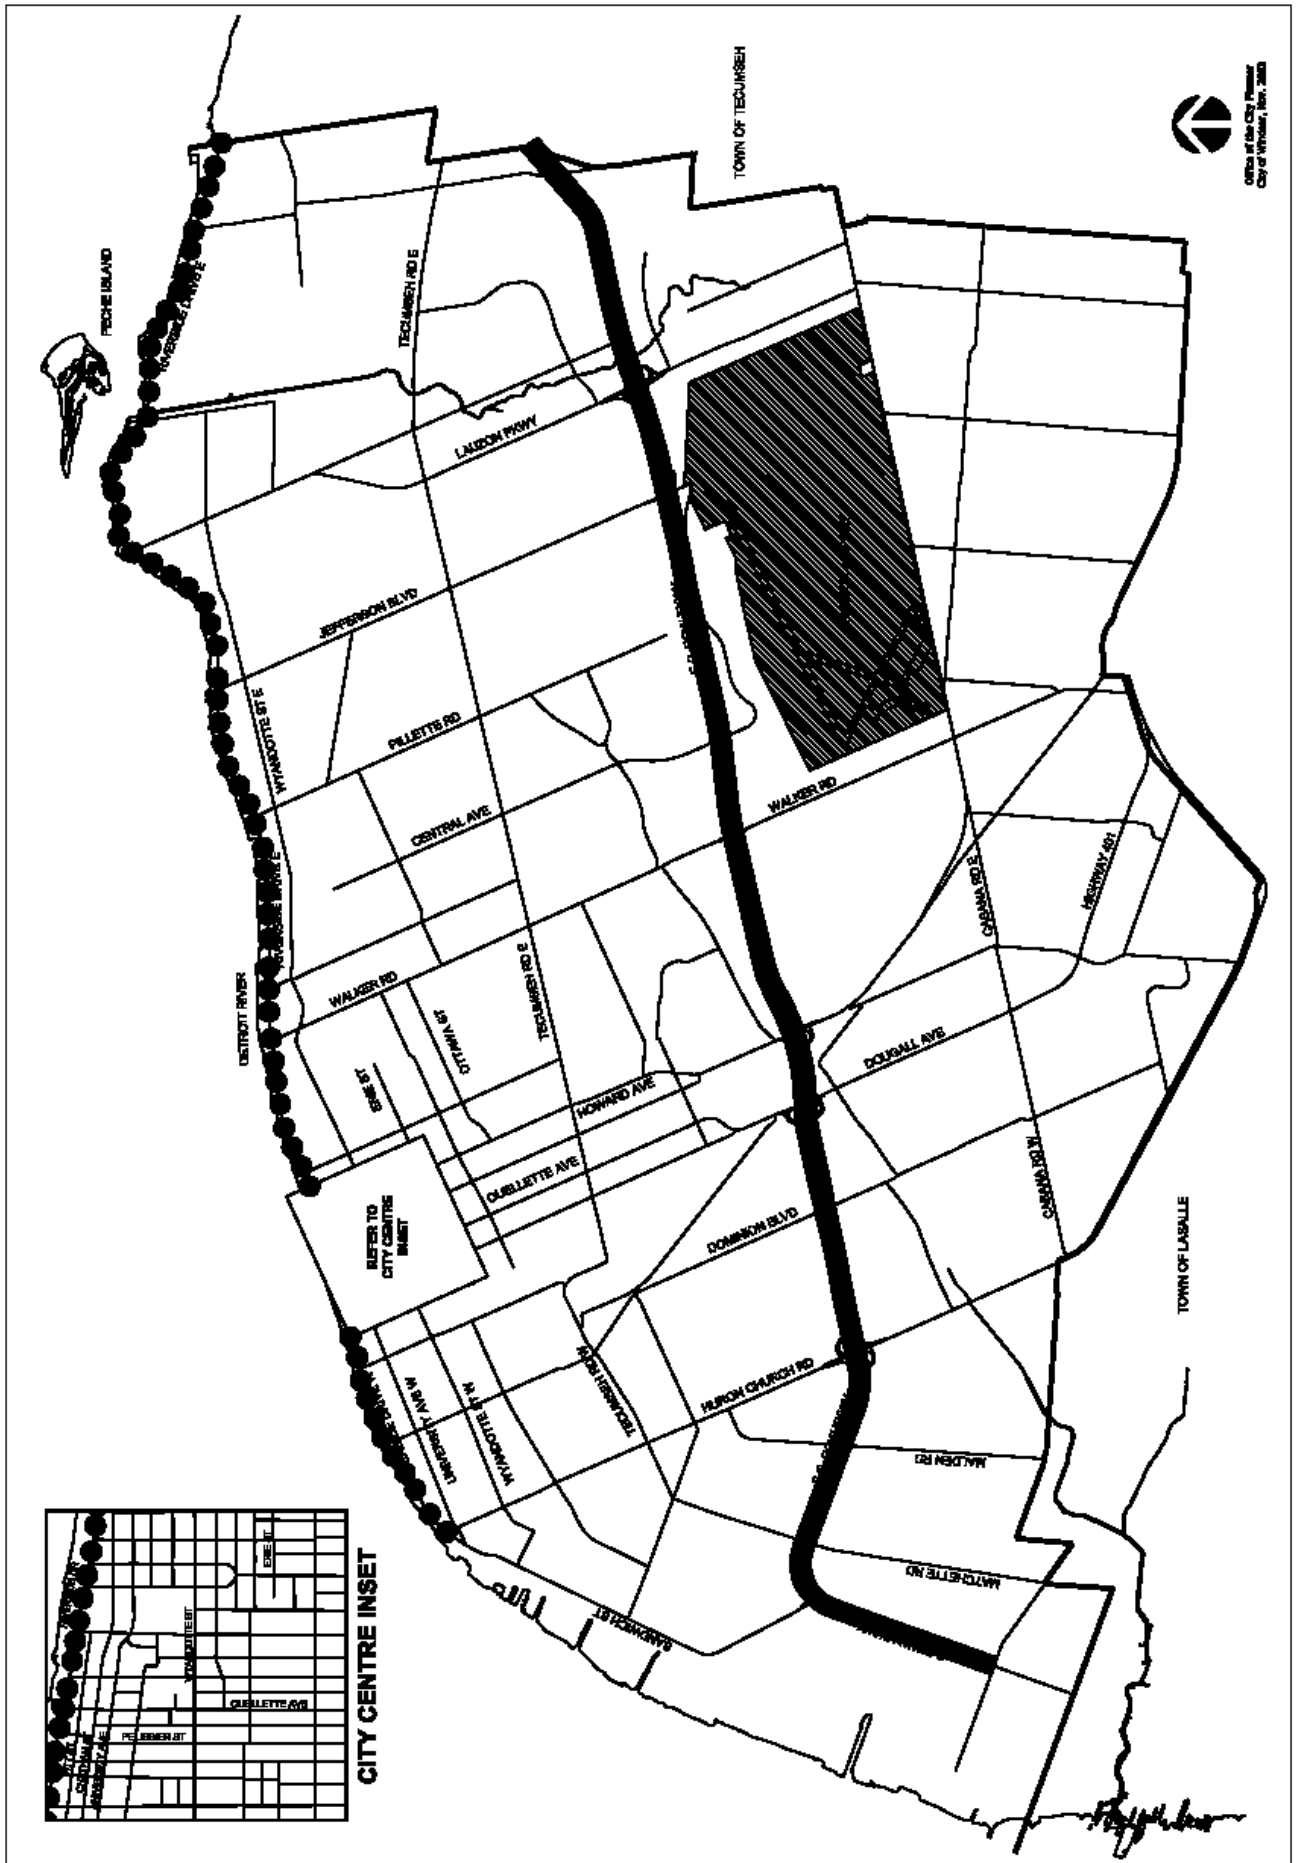 TOWN OF TECUMSEH
Office of the City Planner
City of Windsor, Nov. 2003
PECHE ISLAND
RIVERSIDE DRIVE E
TECUMSEH RD E
LAUZON PKWY
JEFFERSON BLVD
WYANDOTTE ST E
PILLETTE RD
CENTRAL AVE
WALKER RD
RIVERSIDE DRIVE E
DETROIT RIVER
WALKER RD
OTTAWA ST
ERIE ST
TECUMSEH RD E
CABANA RD E
HIGHWAY 401
DOUGALL AVE
HOWARD AVE
OUELLETTE AVE
REFER TO
CITY CENTRE
INSET
DOMINION BLVD
CABANA RD W
TOWN OF LASALLE
UNIVERSITY AVE W
WYANDOTTE ST W
TECUMSEH RD W
HURON CHURCH RD
MALDEN RD
MATCHETTE RD
SANDWICH ST
ERIE ST
WYANDOTTE ST
OUELLETTE AVE
PELISSIER ST
UNIVERSITY AVE
CITY CENTRE INSET